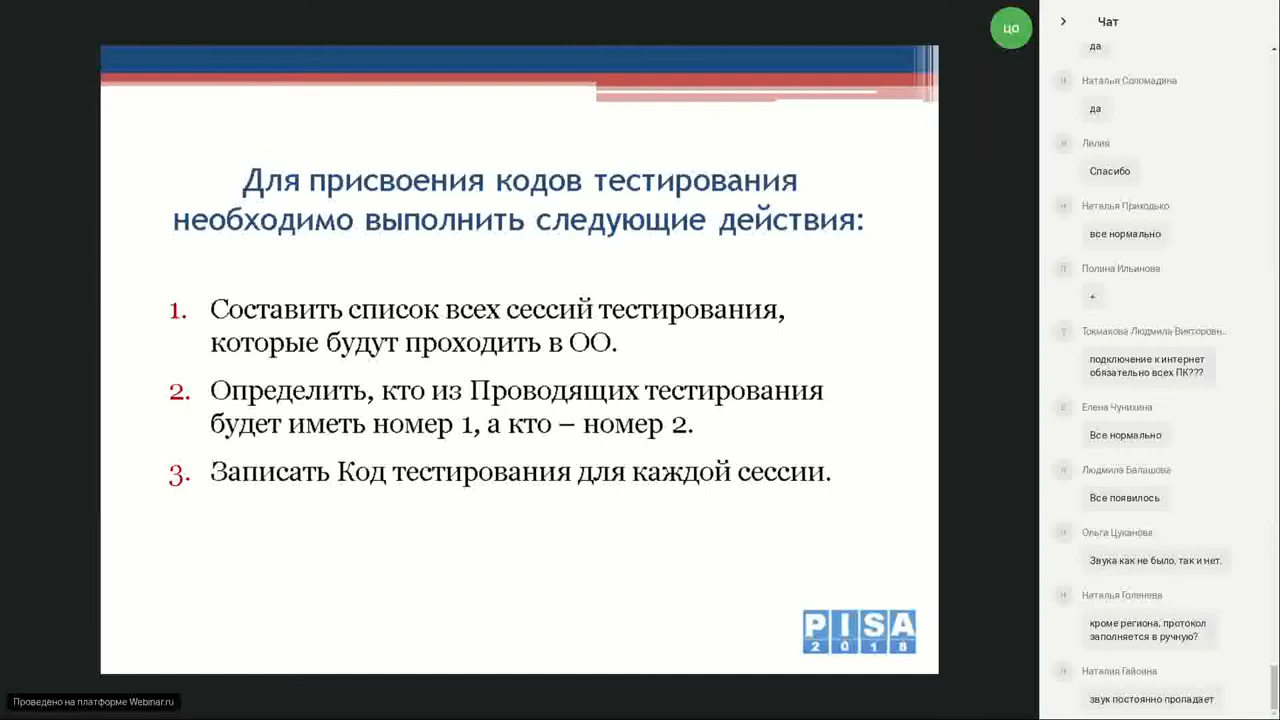 ЦО
Для присвоения кодов тестирования
необходимо выполнить следующие действия:
1. Составить список всех сессий тестирования,
которые будут проходить в ОО.
2. Определить, кто из Проводящих тестирования
будет иметь номер 1, а кто – номер 2.
3. Записать Код тестирования для каждой сессии.
PISA
2018
Проведено на платформе Webinar.ru
Чат
да
Н
Наталья Соломадина
да
Лилия
Спасибо
Н
Наталья Приходько
все нормально
П
Полина Ильинова
+
Т
Токмакова Людмила Викторовн..
подключение к интернет
обязательно всех ПК???
Е
Елена Чунихина
Все нормально
Людмила Балашова
Все появилось
Ольга Цуканова
Звука как не было, так и нет.
Н
Наталья Голенева
кроме региона, протокол
заполняется в ручную?
Н
Наталия Гайоина
звук постоянно пропадает